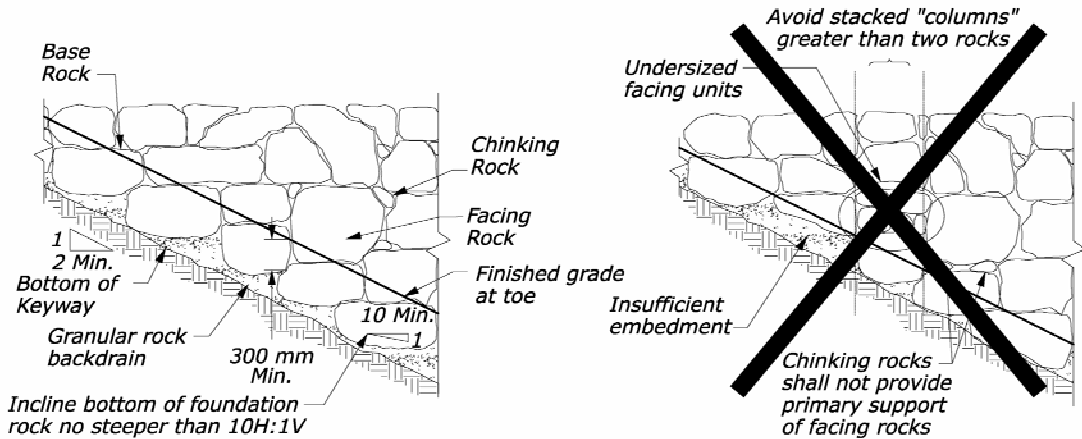 Base
Rock
Chinking
Rock
Facing
Rock
Finished grade
at toe
1
2 Min.
Bottom of
Keyway
Granular rock
backdrain
300 mm
Min.
10 Min.
1
Incline bottom of foundation
rock no steeper than 10H:1V
Avoid stacked "columns"
greater than two rocks
Undersized
facing units
Insufficient
embedment
Chinking rocks
shall not provide
primary support
of facing rocks